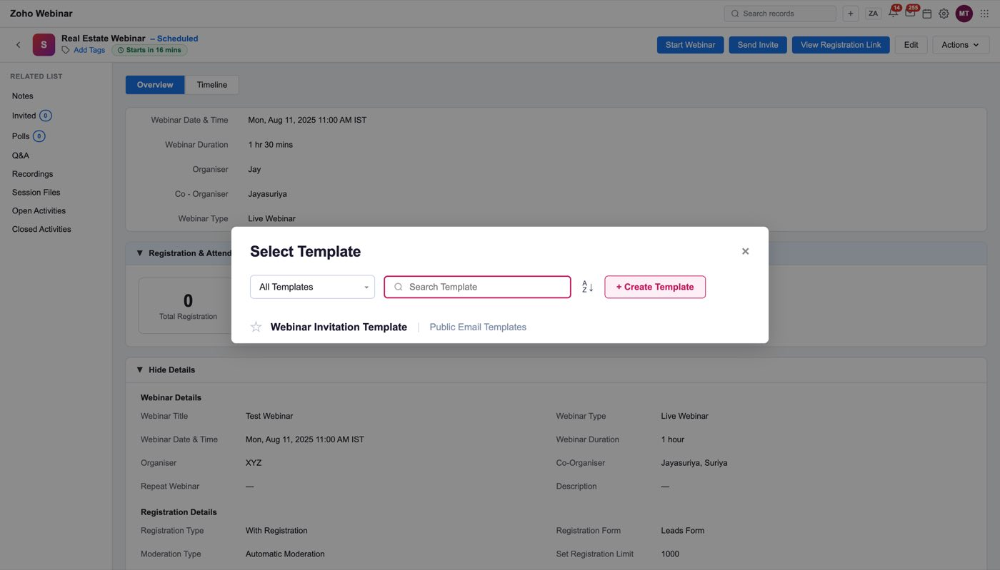 Zoho Webinar
Search records
+
ZA
14
255
MT
S
Real Estate Webinar – Scheduled
Add Tags
Starts in 16 mins
Start Webinar
Send Invite
View Registration Link
Edit
Actions
RELATED LIST
Notes
Invited 0
Polls 0
Q&A
Recordings
Session Files
Open Activities
Closed Activities
Overview
Timeline
Webinar Date & Time Mon, Aug 11, 2025 11:00 AM IST
Webinar Duration 1 hr 30 mins
Organiser Jay
Co - Organiser Jayasuriya
Webinar Type Live Webinar
Registration & Attend
0
Total Registration
Select Template
All Templates
Search Template
A
Z
+ Create Template
Webinar Invitation Template
Public Email Templates
Hide Details
Webinar Details
Webinar Title Test Webinar
Webinar Type Live Webinar
Webinar Date & Time Mon, Aug 11, 2025 11:00 AM IST
Webinar Duration 1 hour
Organiser XYZ
Co-Organiser Jayasuriya, Suriya
Repeat Webinar —
Description —
Registration Details
Registration Type With Registration
Registration Form Leads Form
Moderation Type Automatic Moderation
Set Registration Limit 1000